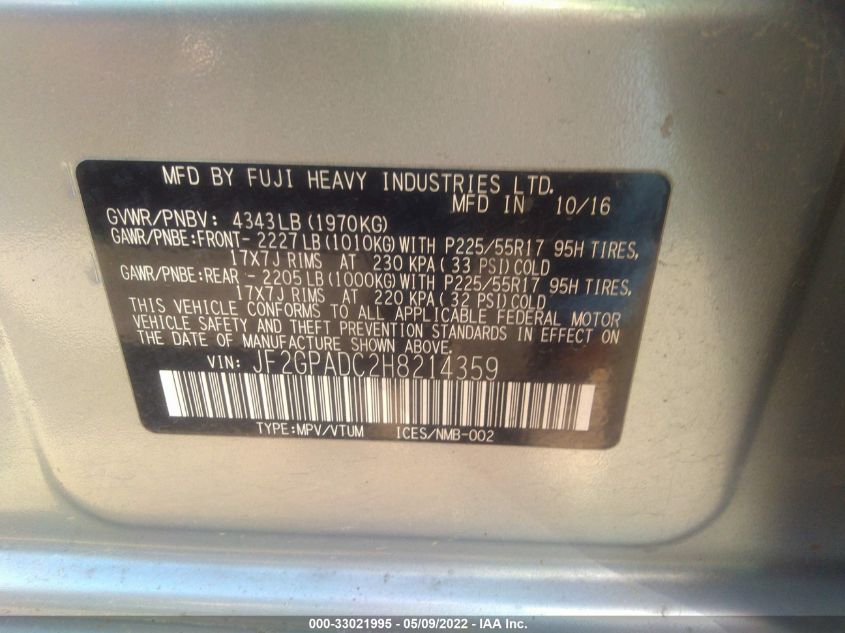 MFD BY FUJI HEAVY INDUSTRIES LTD.
MFD IN 10/16
GVWR/PNBV: 4343LB (1970KG)
GAWR/PNBE:FRONT- 2227LB (1010KG) WITH P225/55R17 95H TIRES,
17X7J RIMS AT 230 KPA (33 PSI) COLD
GAWR/PNBE:REAR - 2205LB (1000KG) WITH P225/55R17 95H TIRES,
17X7J RIMS AT 220 KPA (32 PSI) COLD
THIS VEHICLE CONFORMS TO ALL APPLICABLE FEDERAL MOTOR
VEHICLE SAFETY AND THEFT PREVENTION STANDARDS IN EFFECT ON
THE DATE OF MANUFACTURE SHOWN ABOVE.
VIN: JF2GPADC2H8214359
TYPE:MPV/VTUM ICES/NMB-002
000-33021995 - 05/09/2022 - IAA Inc.